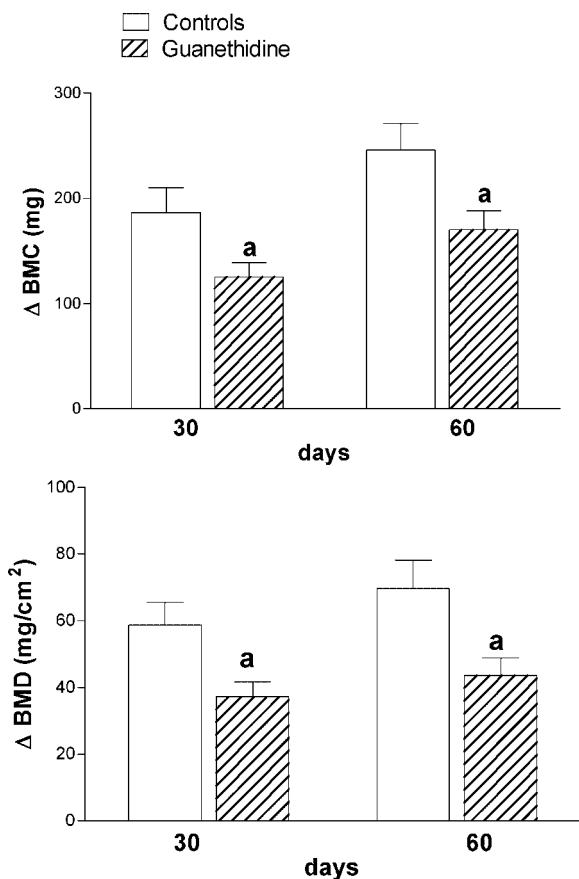 Controls
Guanethidine
300
200
100
0
Δ BMC (mg)
a
a
30
60
days
100
80
60
40
20
0
Δ BMD (mg/cm²)
a
a
30
60
days